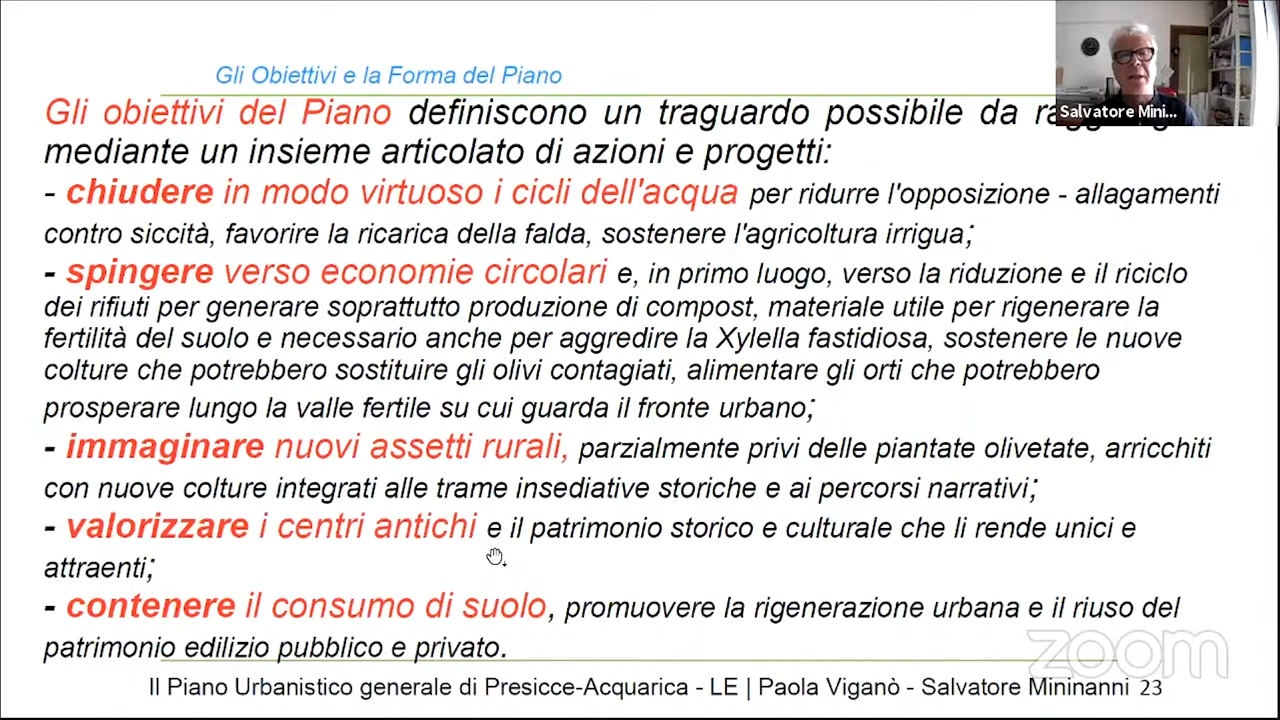 Gli Obiettivi e la Forma del Piano
Gli obiettivi del Piano definiscono un traguardo possibile da
mediante un insieme articolato di azioni e progetti:
- chiudere in modo virtuoso i cicli dell'acqua per ridurre l'opposizione - allagamenti
contro siccità, favorire la ricarica della falda, sostenere l'agricoltura irrigua;
- spingere verso economie circolari e, in primo luogo, verso la riduzione e il riciclo
dei rifiuti per generare soprattutto produzione di compost, materiale utile per rigenerare la
fertilità del suolo e necessario anche per aggredire la Xylella fastidiosa, sostenere le nuove
colture che potrebbero sostituire gli olivi contagiati, alimentare gli orti che potrebbero
prosperare lungo la valle fertile su cui guarda il fronte urbano;
- immaginare nuovi assetti rurali, parzialmente privi delle piantate olivetate, arricchiti
con nuove colture integrati alle trame insediative storiche e ai percorsi narrativi;
- valorizzare i centri antichi e il patrimonio storico e culturale che li rende unici e
attraenti;
- contenere il consumo di suolo, promuovere la rigenerazione urbana e il riuso del
patrimonio edilizio pubblico e privato.
Il Piano Urbanistico generale di Presicce-Acquarica - LE | Paola Viganò - Salvatore Mininanni 23
Salvatore Mini...
zoom